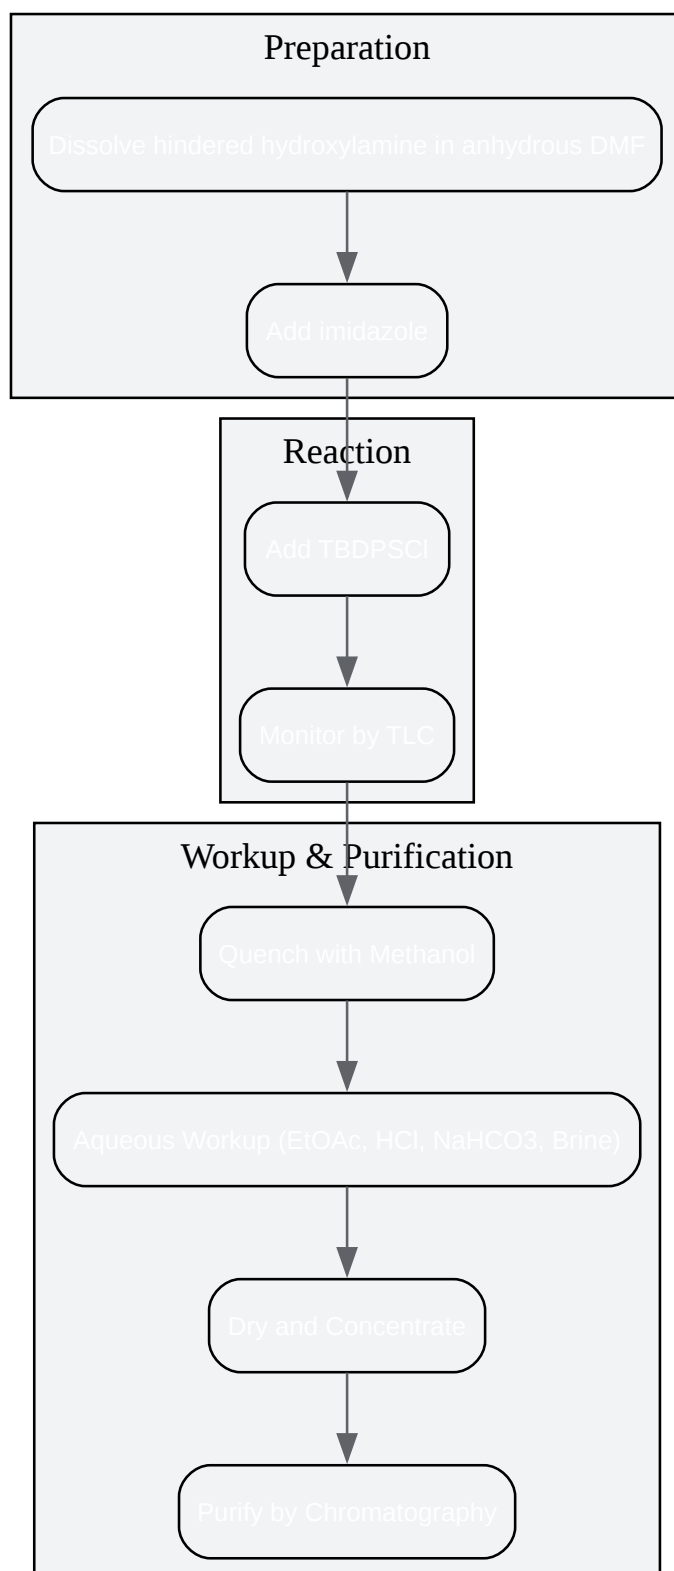 Preparation
Dissolve hindered hydroxylamine in anhydrous DMF
Add imidazole
Reaction
Add TBDPSCl
Monitor by TLC
Workup & Purification
Quench with Methanol
Aqueous Workup (EtOAc, HCl, NaHCO3, Brine)
Dry and Concentrate
Purify by Chromatography